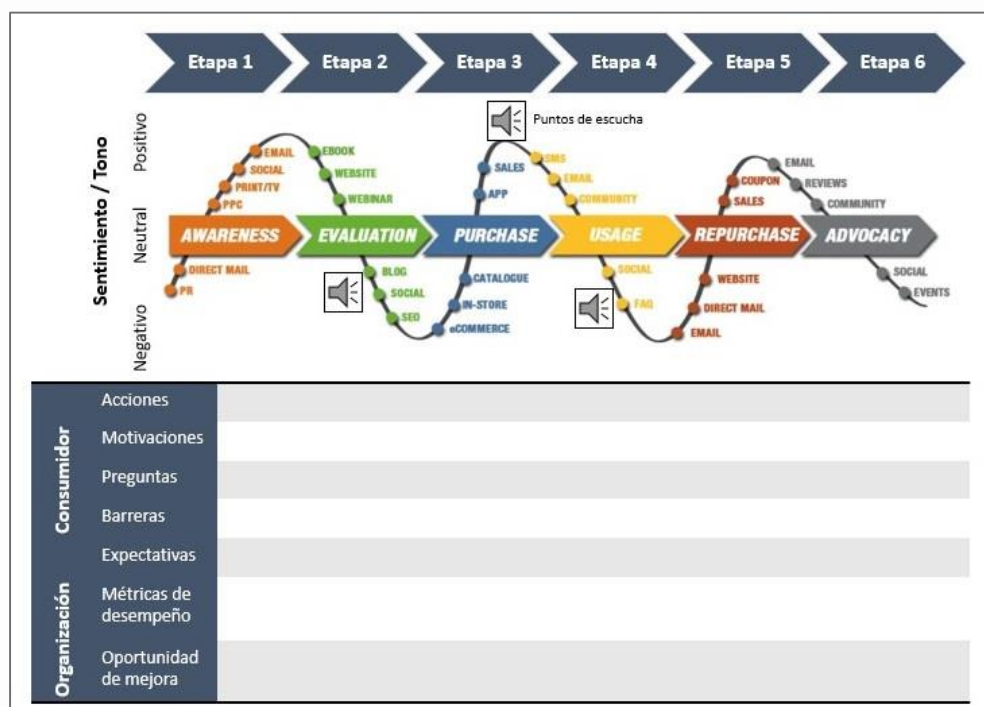 Etapa 1
Etapa 2
Etapa 3
Etapa 4
Etapa 5
Etapa 6
Sentimiento / Tono
Positivo
Neutral
Negativo
Puntos de escucha
EMAIL
SOCIAL
PRINT/TV
PPC
AWARENESS
DIRECT MAIL
PR
EBOOK
WEBSITE
WEBINAR
EVALUATION
BLOG
SOCIAL
SEO
SALES
APP
PURCHASE
CATALOGUE
IN-STORE
eCOMMERCE
SMS
EMAIL
COMMUNITY
USAGE
SOCIAL
FAQ
COUPON
SALES
REPURCHASE
WEBSITE
DIRECT MAIL
EMAIL
EMAIL
REVIEWS
COMMUNITY
ADVOCACY
SOCIAL
EVENTS
Consumidor
Acciones
Motivaciones
Preguntas
Barreras
Expectativas
Organización
Métricas de
desempeño
Oportunidad
de mejora